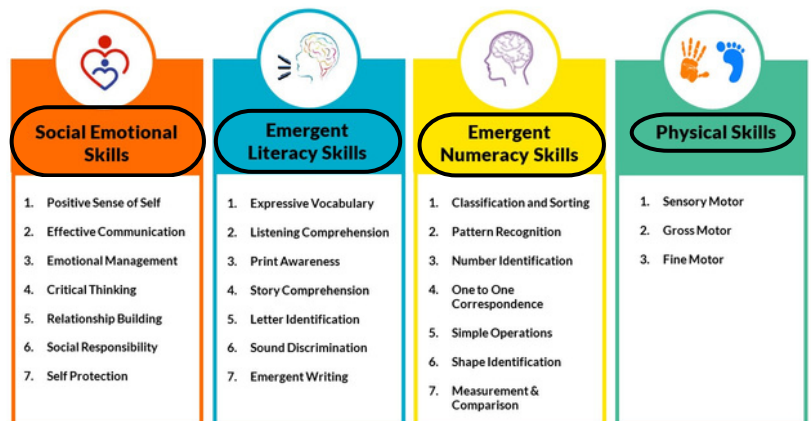 Social Emotional
Skills
1. Positive Sense of Self
2. Effective Communication
3. Emotional Management
4. Critical Thinking
5. Relationship Building
6. Social Responsibility
7. Self Protection
Emergent
Literacy Skills
1. Expressive Vocabulary
2. Listening Comprehension
3. Print Awareness
4. Story Comprehension
5. Letter Identification
6. Sound Discrimination
7. Emergent Writing
Emergent
Numeracy Skills
1. Classification and Sorting
2. Pattern Recognition
3. Number Identification
4. One to One
Correspondence
5. Simple Operations
6. Shape Identification
7. Measurement &
Comparison
Physical Skills
1. Sensory Motor
2. Gross Motor
3. Fine Motor